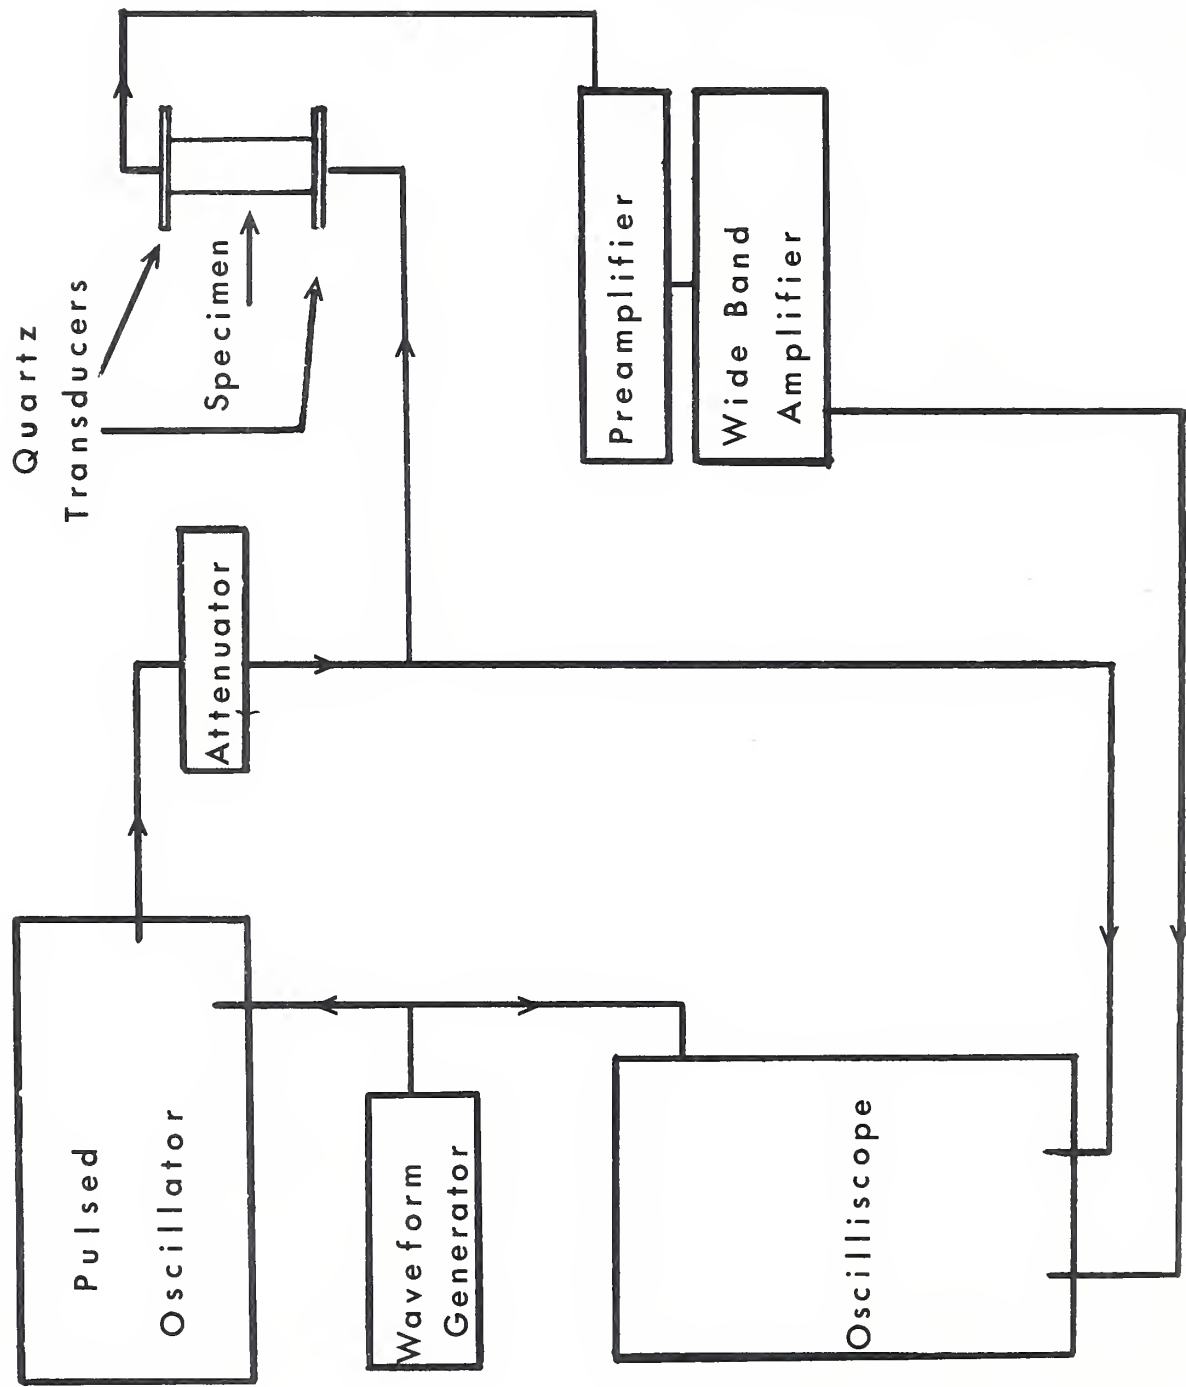 Quartz
Transducers
Specimen
Attenuator
Pulsed
Oscillator
Waveform
Generator
Preamplifier
Wide Band
Amplifier
Oscilliscope